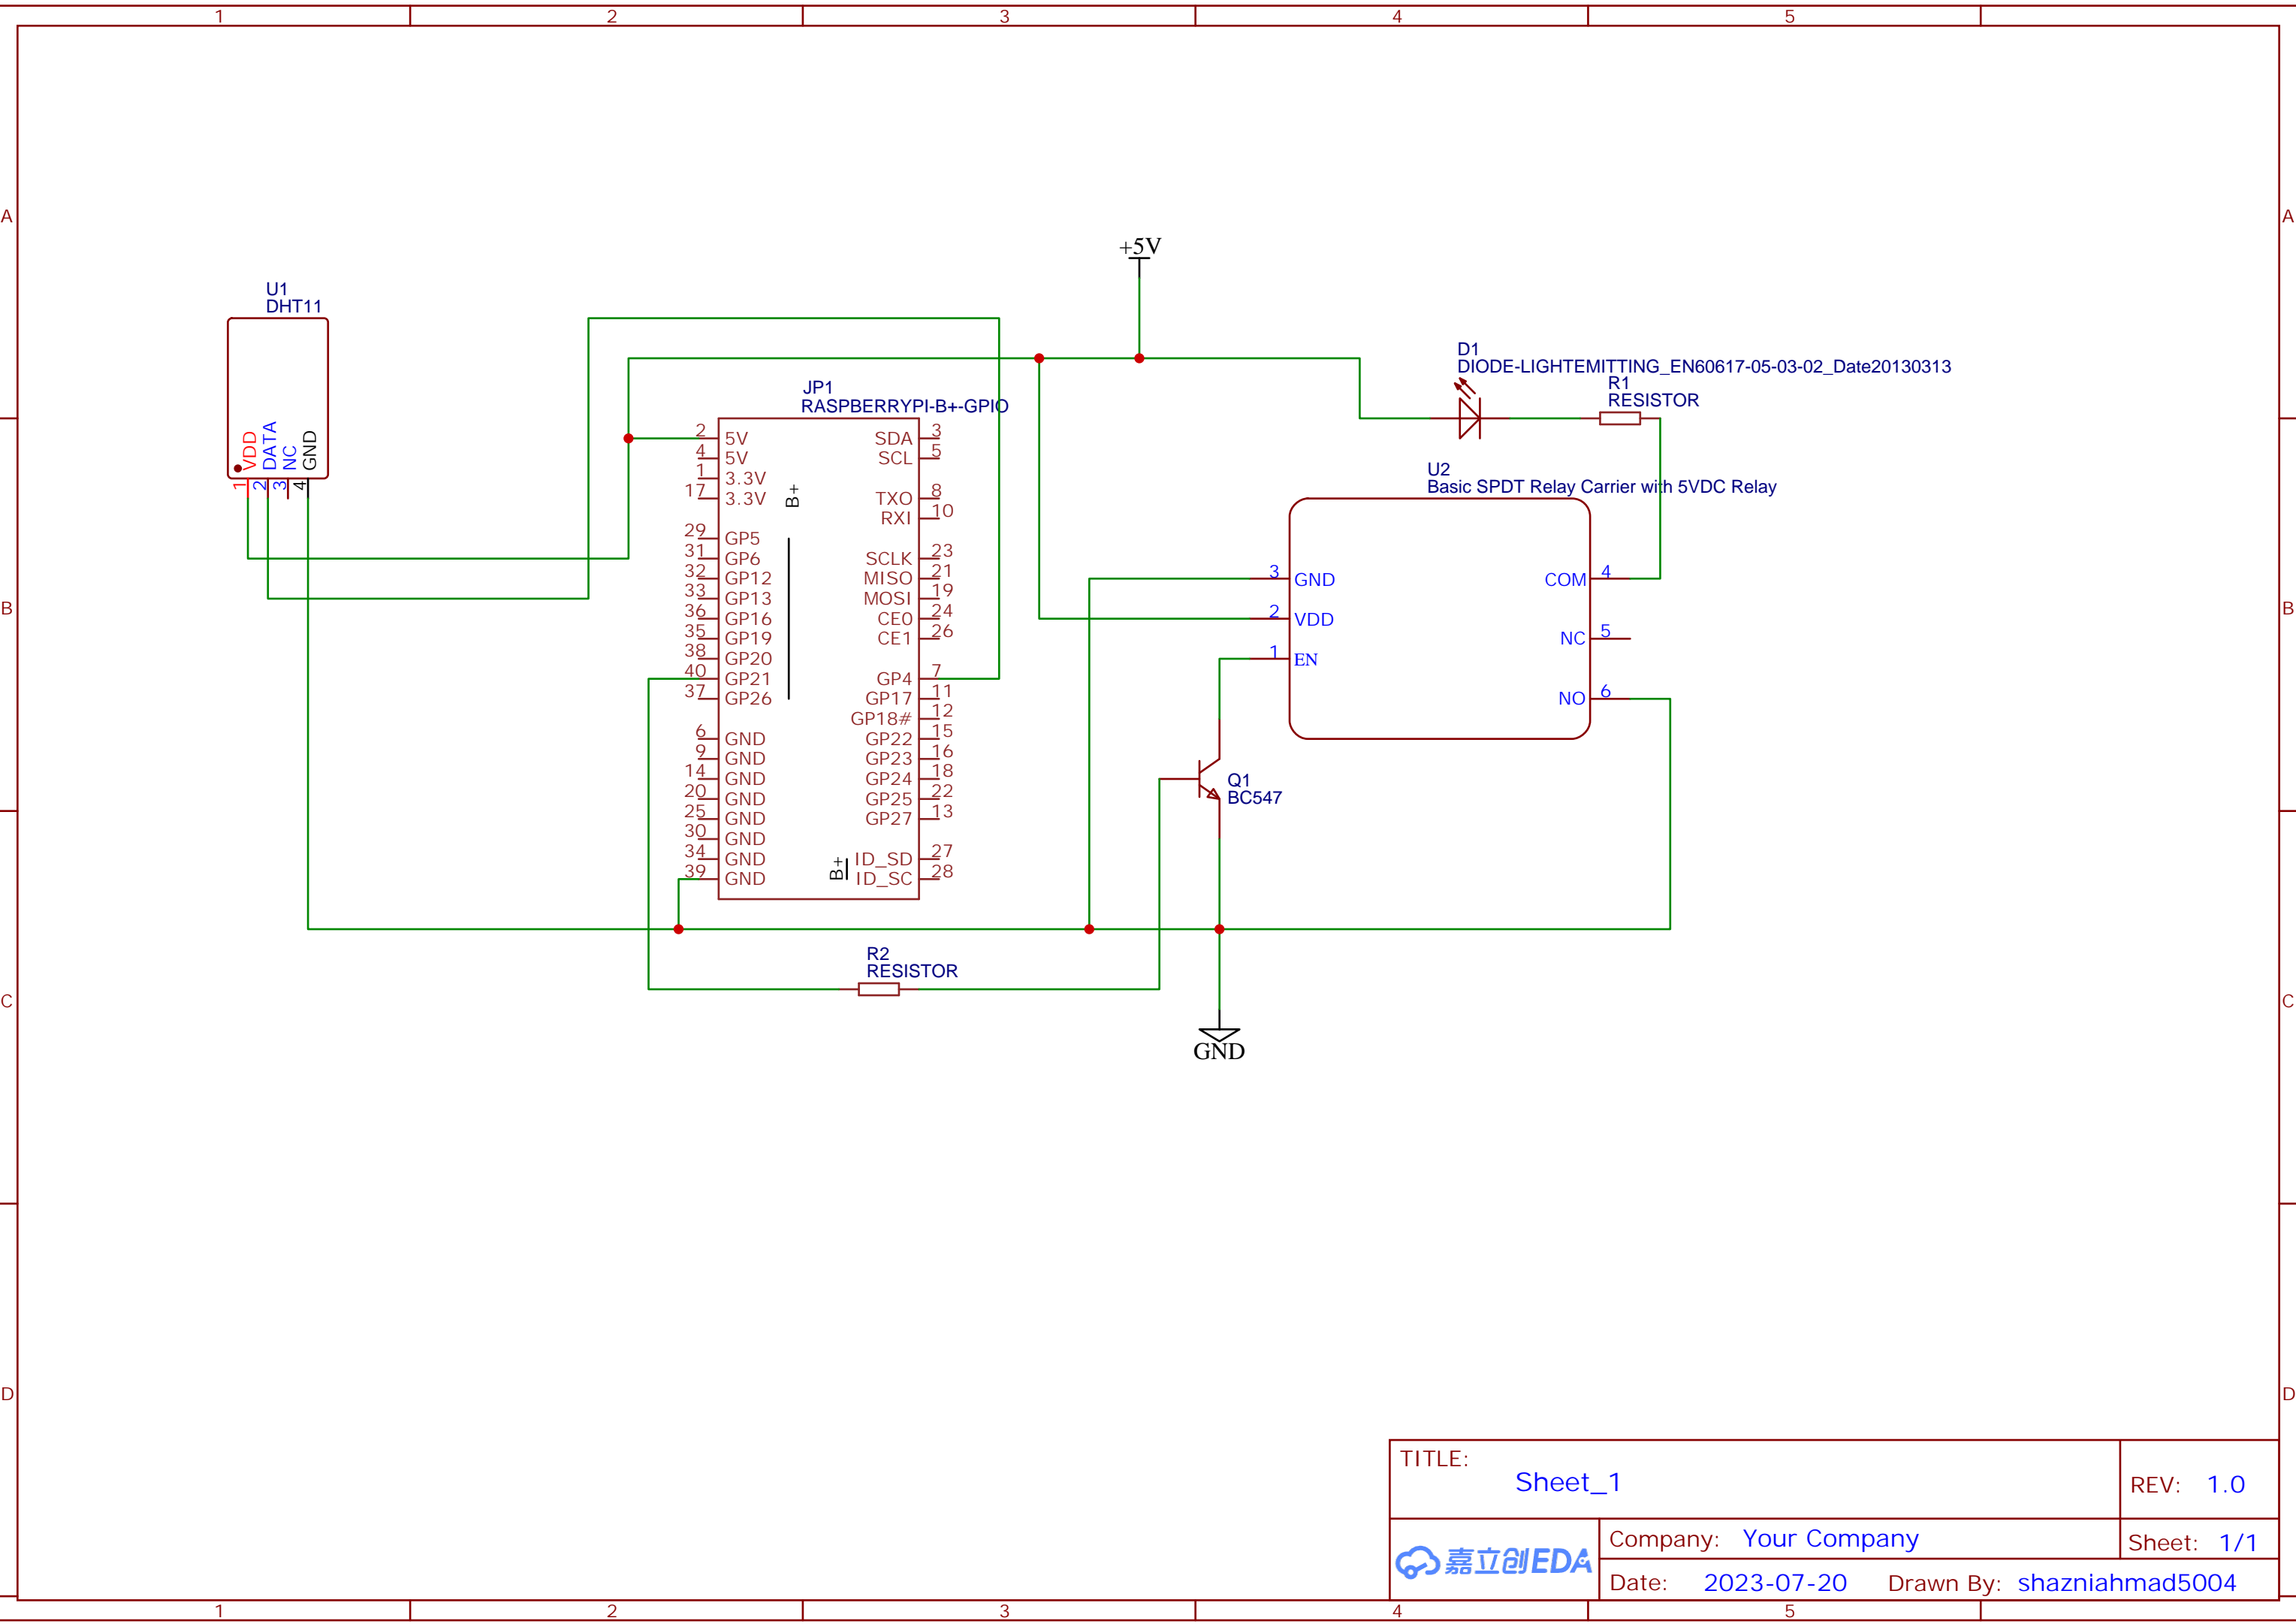 1 2 3 4 5
A A
B B
C C
D D
+5V
U1
DHT11
VDD
DATA
NC
GND
1
2
3
4
JP1
RASPBERRYPI-B+-GPIO
2 5V
4 5V
1 3.3V
17 3.3V
29 GP5
31 GP6
32 GP12
33 GP13
36 GP16
35 GP19
38 GP20
40 GP21
37 GP26
6 GND
9 GND
14 GND
20 GND
25 GND
30 GND
34 GND
39 GND
B+
B+
SDA 3
SCL 5
TXO 8
RXI 10
SCLK 23
MISO 21
MOSI 19
CE0 24
CE1 26
GP4 7
GP17 11
GP18# 12
GP22 15
GP23 16
GP24 18
GP25 22
GP27 13
ID_SD 27
ID_SC 28
D1
DIODE-LIGHTEMITTING_EN60617-05-03-02_Date20130313
R1
RESISTOR
U2
Basic SPDT Relay Carrier with 5VDC Relay
3 GND
2 VDD
1 EN
COM 4
NC 5
NO 6
Q1
BC547
R2
RESISTOR
GND
TITLE:
Sheet_1
REV: 1.0
嘉立创EDA
Company: Your Company
Sheet: 1/1
Date: 2023-07-20
Drawn By: shazniahmad5004
1 2 3 4 5